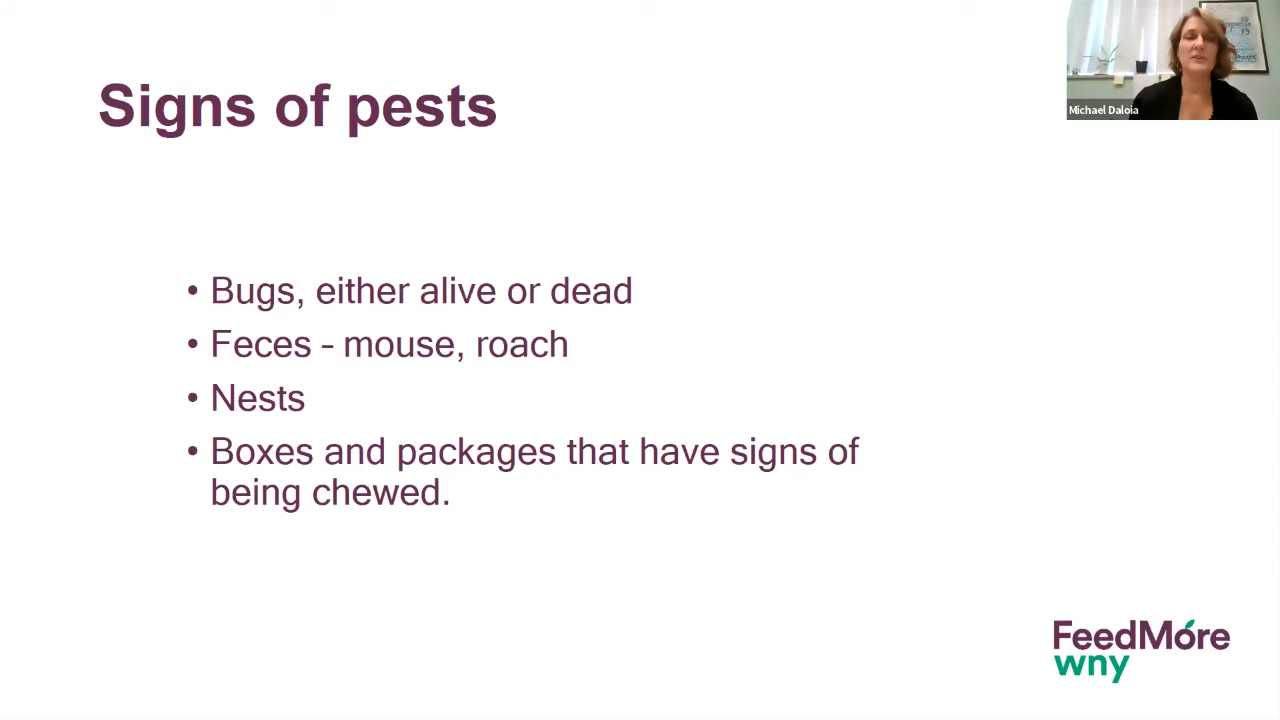 Signs of pests
• Bugs, either alive or dead
• Feces – mouse, roach
• Nests
• Boxes and packages that have signs of
being chewed.
Michael Daloia
FeedMore
wny